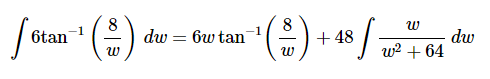 ∫ 6tan⁻¹(8/w) dw = 6w tan⁻¹(8/w) + 48 ∫ w/(w² + 64) dw